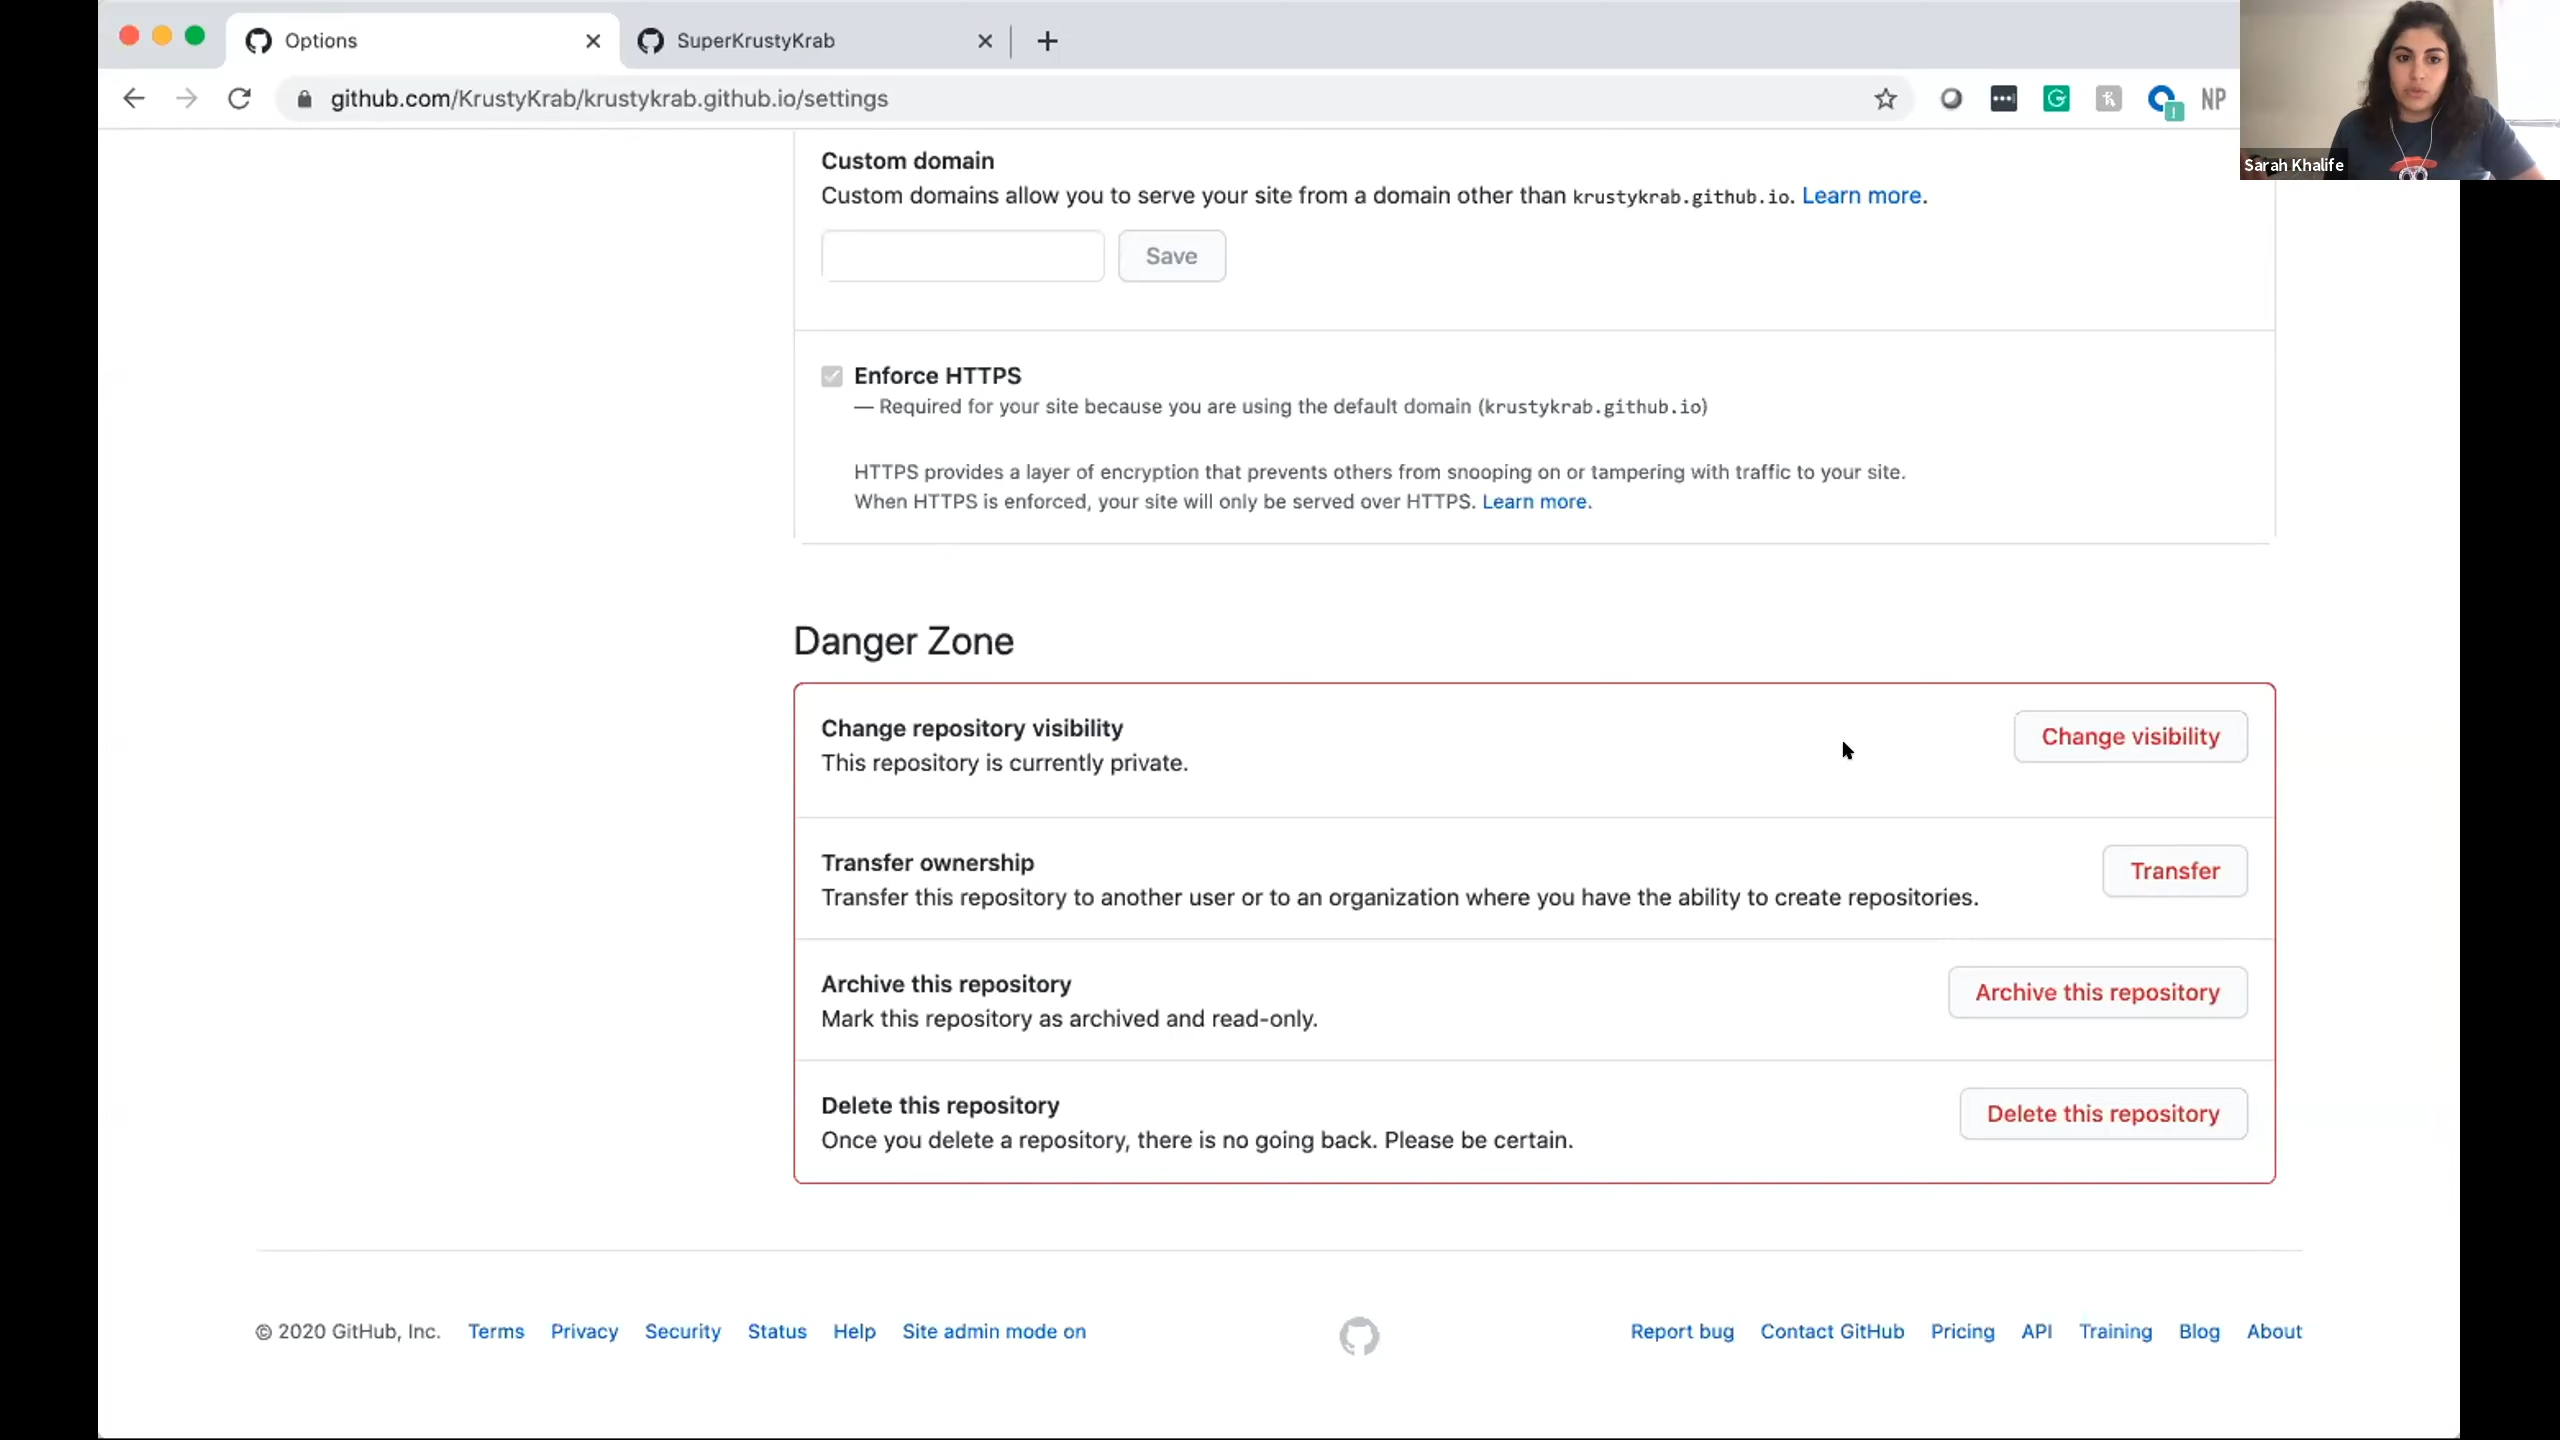 Options
SuperKrustyKrab
github.com/KrustyKrab/krustykrab.github.io/settings
NP
Sarah Khalife
Custom domain
Custom domains allow you to serve your site from a domain other than krustykrab.github.io. Learn more.
Save
Enforce HTTPS
— Required for your site because you are using the default domain (krustykrab.github.io)
HTTPS provides a layer of encryption that prevents others from snooping on or tampering with traffic to your site.
When HTTPS is enforced, your site will only be served over HTTPS. Learn more.
Danger Zone
Change repository visibility
This repository is currently private.
Change visibility
Transfer ownership
Transfer this repository to another user or to an organization where you have the ability to create repositories.
Transfer
Archive this repository
Mark this repository as archived and read-only.
Archive this repository
Delete this repository
Once you delete a repository, there is no going back. Please be certain.
Delete this repository
© 2020 GitHub, Inc. Terms Privacy Security Status Help Site admin mode on Report bug Contact GitHub Pricing API Training Blog About